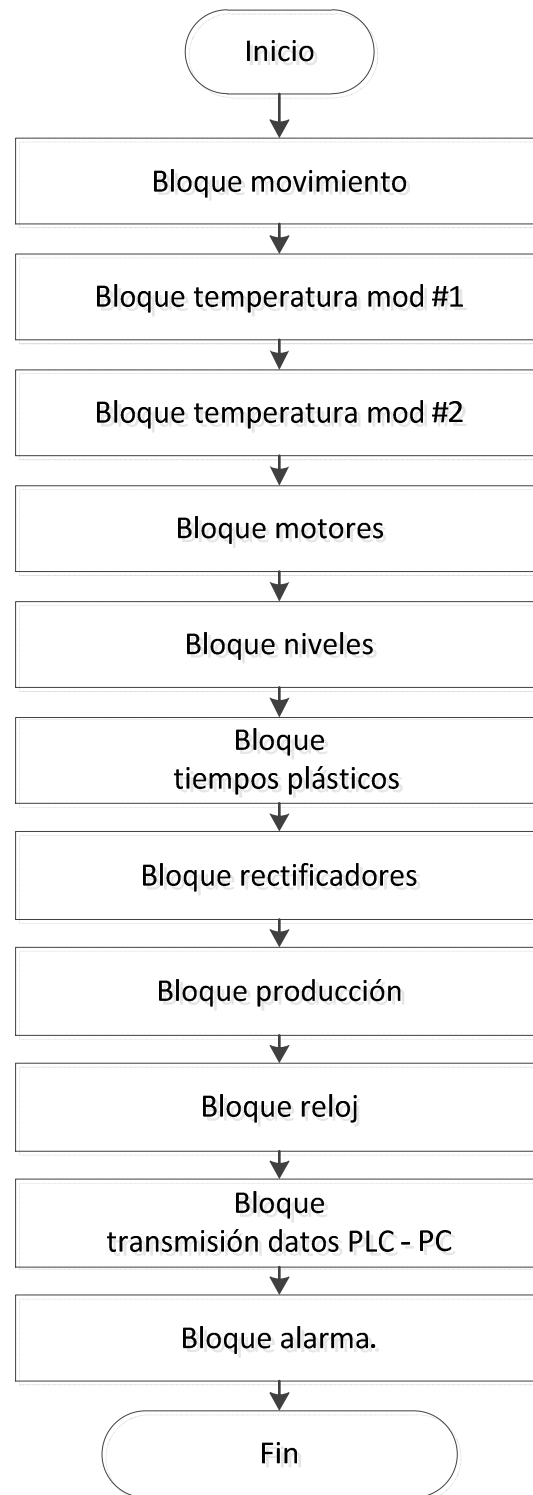 Inicio
Bloque movimiento
Bloque temperatura mod #1
Bloque temperatura mod #2
Bloque motores
Bloque niveles
Bloque
tiempos plásticos
Bloque rectificadores
Bloque producción
Bloque reloj
Bloque
transmisión datos PLC - PC
Bloque alarma.
Fin